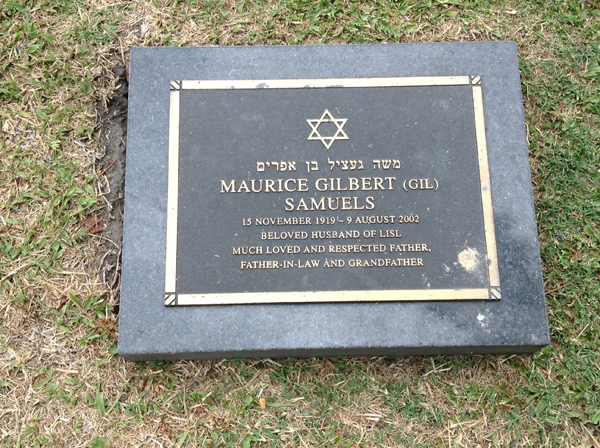 משה געציל בן אפרים
MAURICE GILBERT (GIL)
SAMUELS
15 NOVEMBER 1919 – 9 AUGUST 2002
BELOVED HUSBAND OF LISL
MUCH LOVED AND RESPECTED FATHER,
FATHER-IN-LAW AND GRANDFATHER